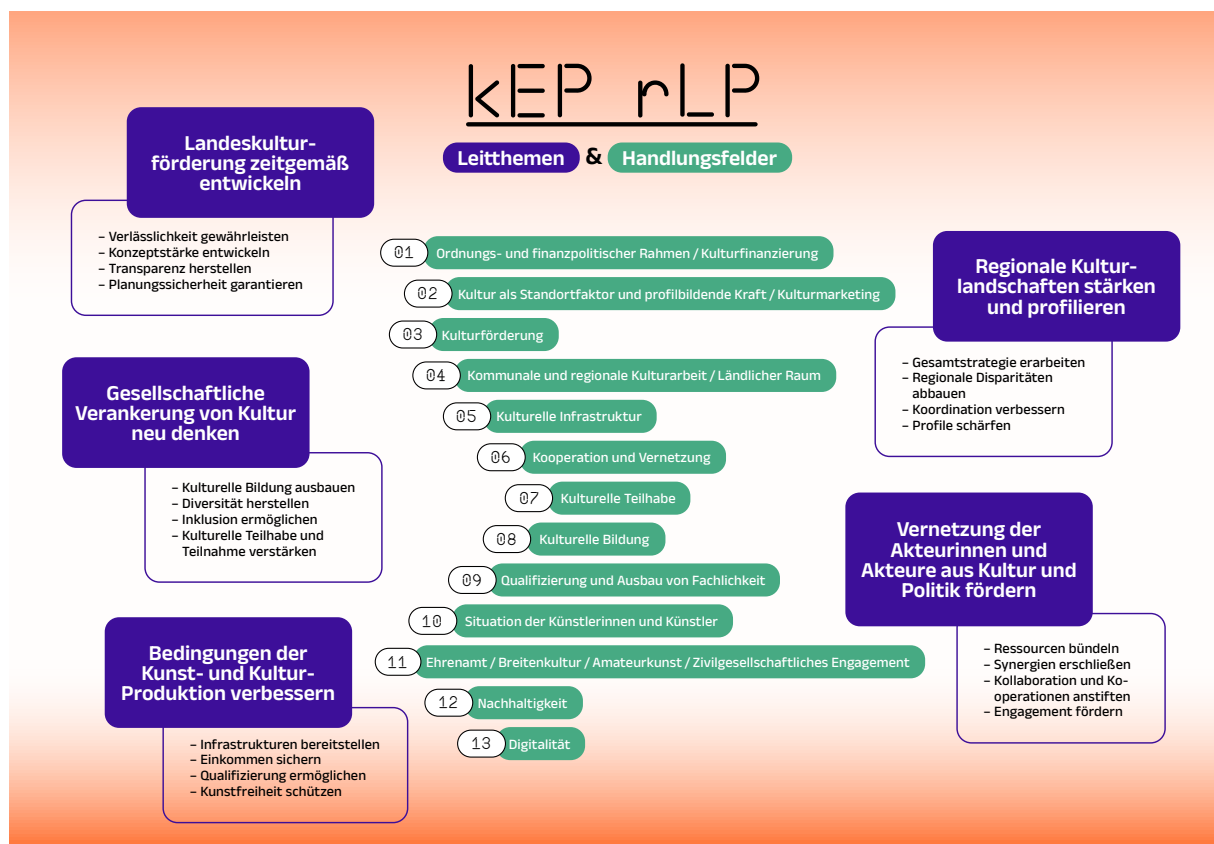 kEP rLP
Leitthemen & Handlungsfelder
Landeskultur-
förderung zeitgemäß
entwickeln
– Verlässlichkeit gewährleisten
– Konzeptstärke entwickeln
– Transparenz herstellen
– Planungssicherheit garantieren
Gesellschaftliche
Verankerung von Kultur
neu denken
– Kulturelle Bildung ausbauen
– Diversität herstellen
– Inklusion ermöglichen
– Kulturelle Teilhabe und
Teilnahme verstärken
Bedingungen der
Kunst- und Kultur-
Produktion verbessern
– Infrastrukturen bereitstellen
– Einkommen sichern
– Qualifizierung ermöglichen
– Kunstfreiheit schützen
01 Ordnungs- und finanzpolitischer Rahmen / Kulturfinanzierung
02 Kultur als Standortfaktor und profilbildende Kraft / Kulturmarketing
03 Kulturförderung
04 Kommunale und regionale Kulturarbeit / Ländlicher Raum
05 Kulturelle Infrastruktur
06 Kooperation und Vernetzung
07 Kulturelle Teilhabe
08 Kulturelle Bildung
09 Qualifizierung und Ausbau von Fachlichkeit
10 Situation der Künstlerinnen und Künstler
11 Ehrenamt / Breitenkultur / Amateurkunst / Zivilgesellschaftliches Engagement
12 Nachhaltigkeit
13 Digitalität
Regionale Kultur-
landschaften stärken
und profilieren
– Gesamtstrategie erarbeiten
– Regionale Disparitäten
abbauen
– Koordination verbessern
– Profile schärfen
Vernetzung der
Akteurinnen und
Akteure aus Kultur und
Politik fördern
– Ressourcen bündeln
– Synergien erschließen
– Kollaboration und Ko-
operationen anstiften
– Engagement fördern